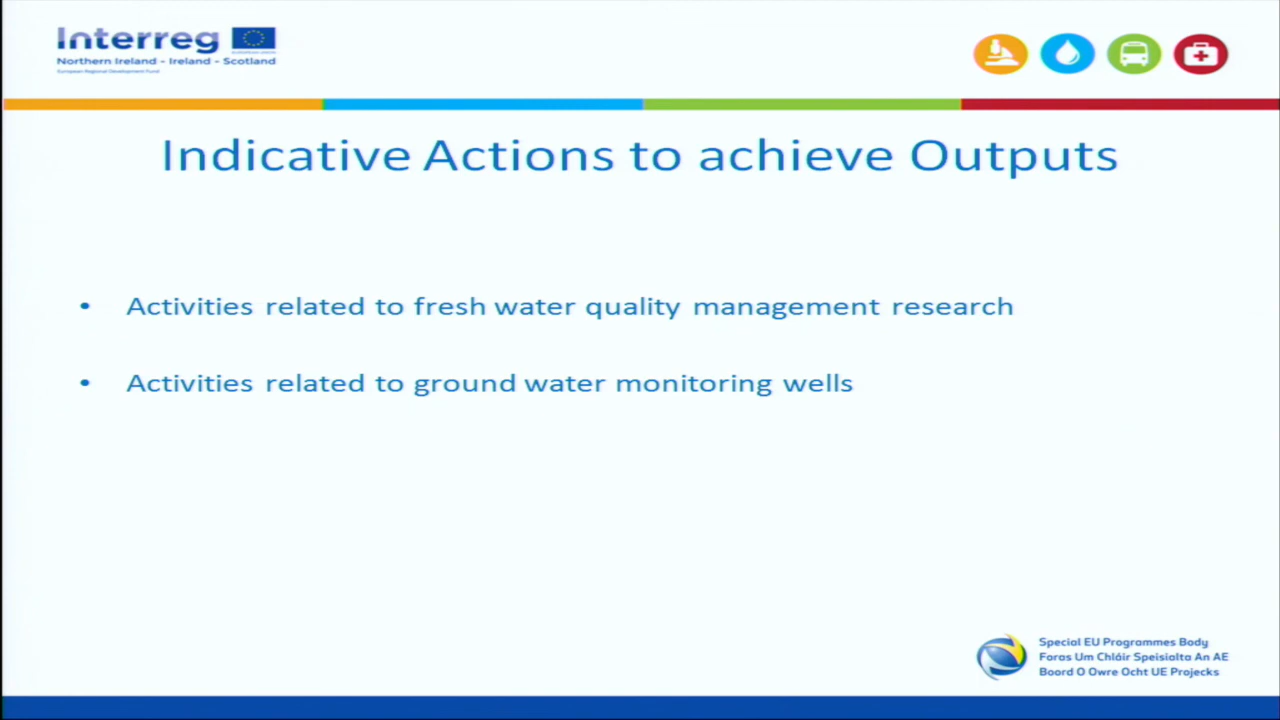 Interreg
Northern Ireland - Ireland - Scotland
European Regional Development Fund
Indicative Actions to achieve Outputs
• Activities related to fresh water quality management research
• Activities related to ground water monitoring wells
Special EU Programmes Body
Foras Um Chláir Speisialta An AE
Boord O Owre Ocht UE Projecks